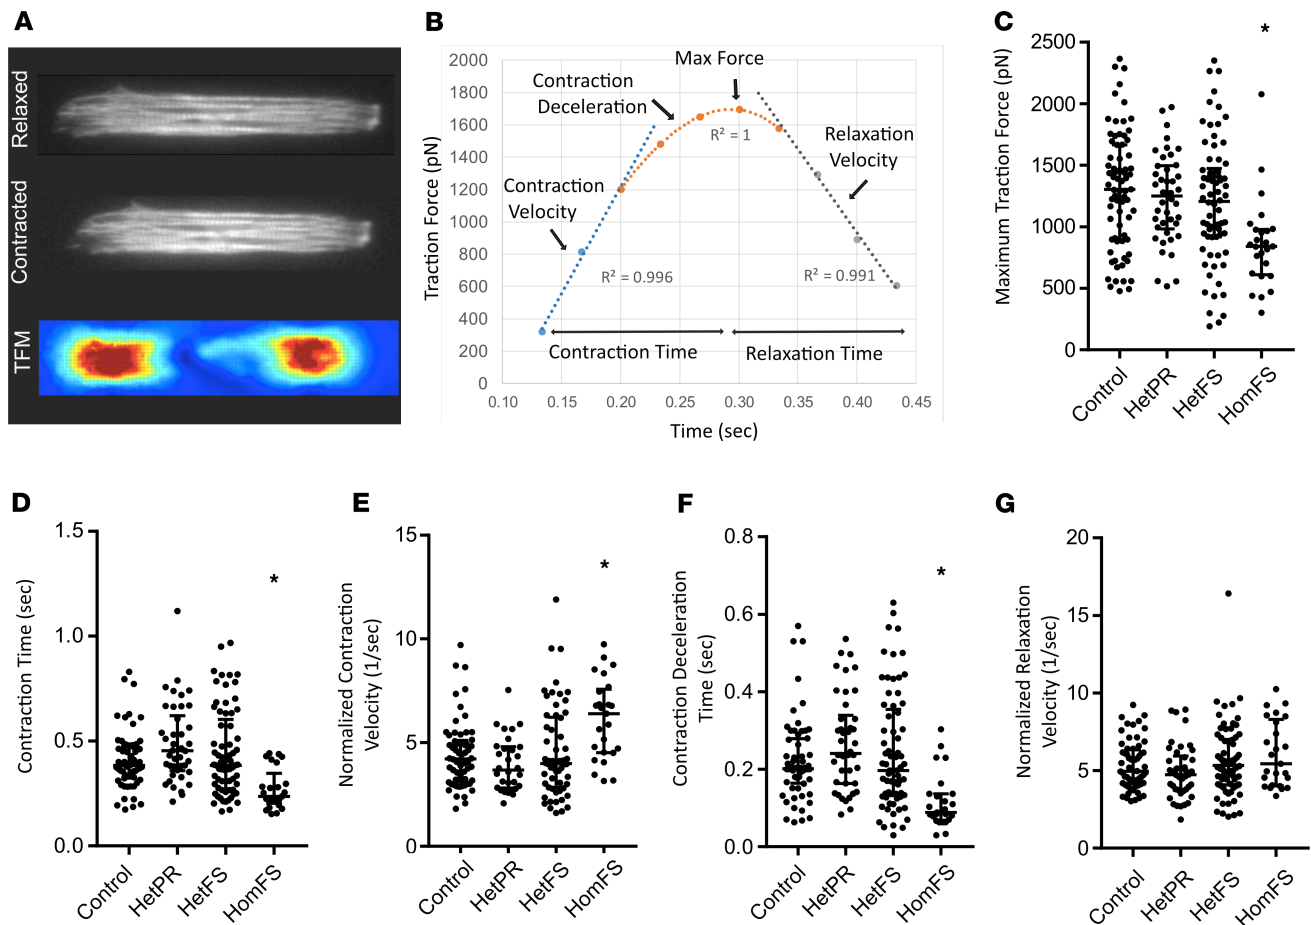 A
Relaxed
Contracted
TFM
B
Traction Force (pN)
2000
1800
1600
1400
1200
1000
800
600
400
200
0
Max Force
Contraction
Deceleration
R² = 1
Relaxation
Velocity
Contraction
Velocity
R² = 0.996
R² = 0.991
Contraction Time
Relaxation Time
0.10
0.15
0.20
0.25
0.30
0.35
0.40
0.45
Time (sec)
C
Maximum Traction Force (pN)
2500
2000
1500
1000
500
0
*
Control
HetPR
HetFS
HomFS
D
Contraction Time (sec)
1.5
1.0
0.5
0.0
*
Control
HetPR
HetFS
HomFS
E
Normalized Contraction
Velocity (1/sec)
15
10
5
0
*
Control
HetPR
HetFS
HomFS
F
Contraction Deceleration
Time (sec)
0.8
0.6
0.4
0.2
0.0
*
Control
HetPR
HetFS
HomFS
G
Normalized Relaxation
Velocity (1/sec)
20
15
10
5
0
Control
HetPR
HetFS
HomFS